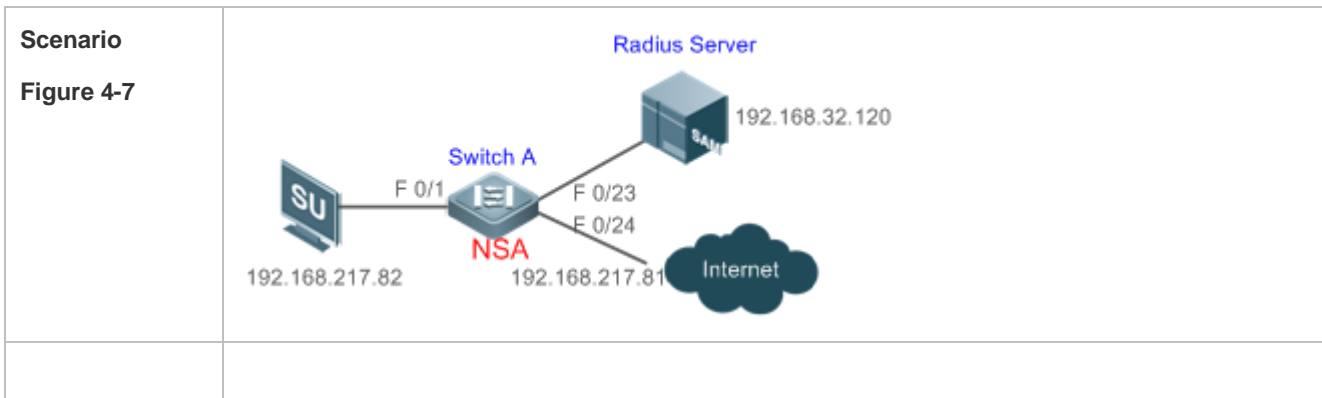 Scenario
Figure 4-7
Radius Server
192.168.32.120
SAM
Switch A
SU
F 0/1
F 0/23
F 0/24
NSA
192.168.217.82
192.168.217.81
Internet